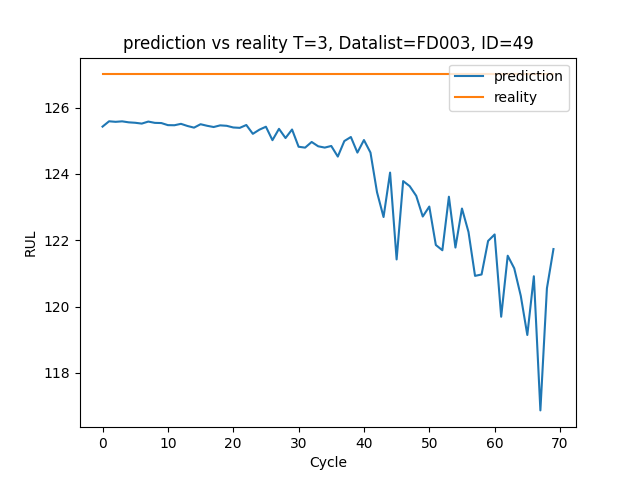 prediction vs reality T=3, Datalist=FD003, ID=49
prediction
reality
126
124
122
120
118
RUL
0 10 20 30 40 50 60 70
Cycle